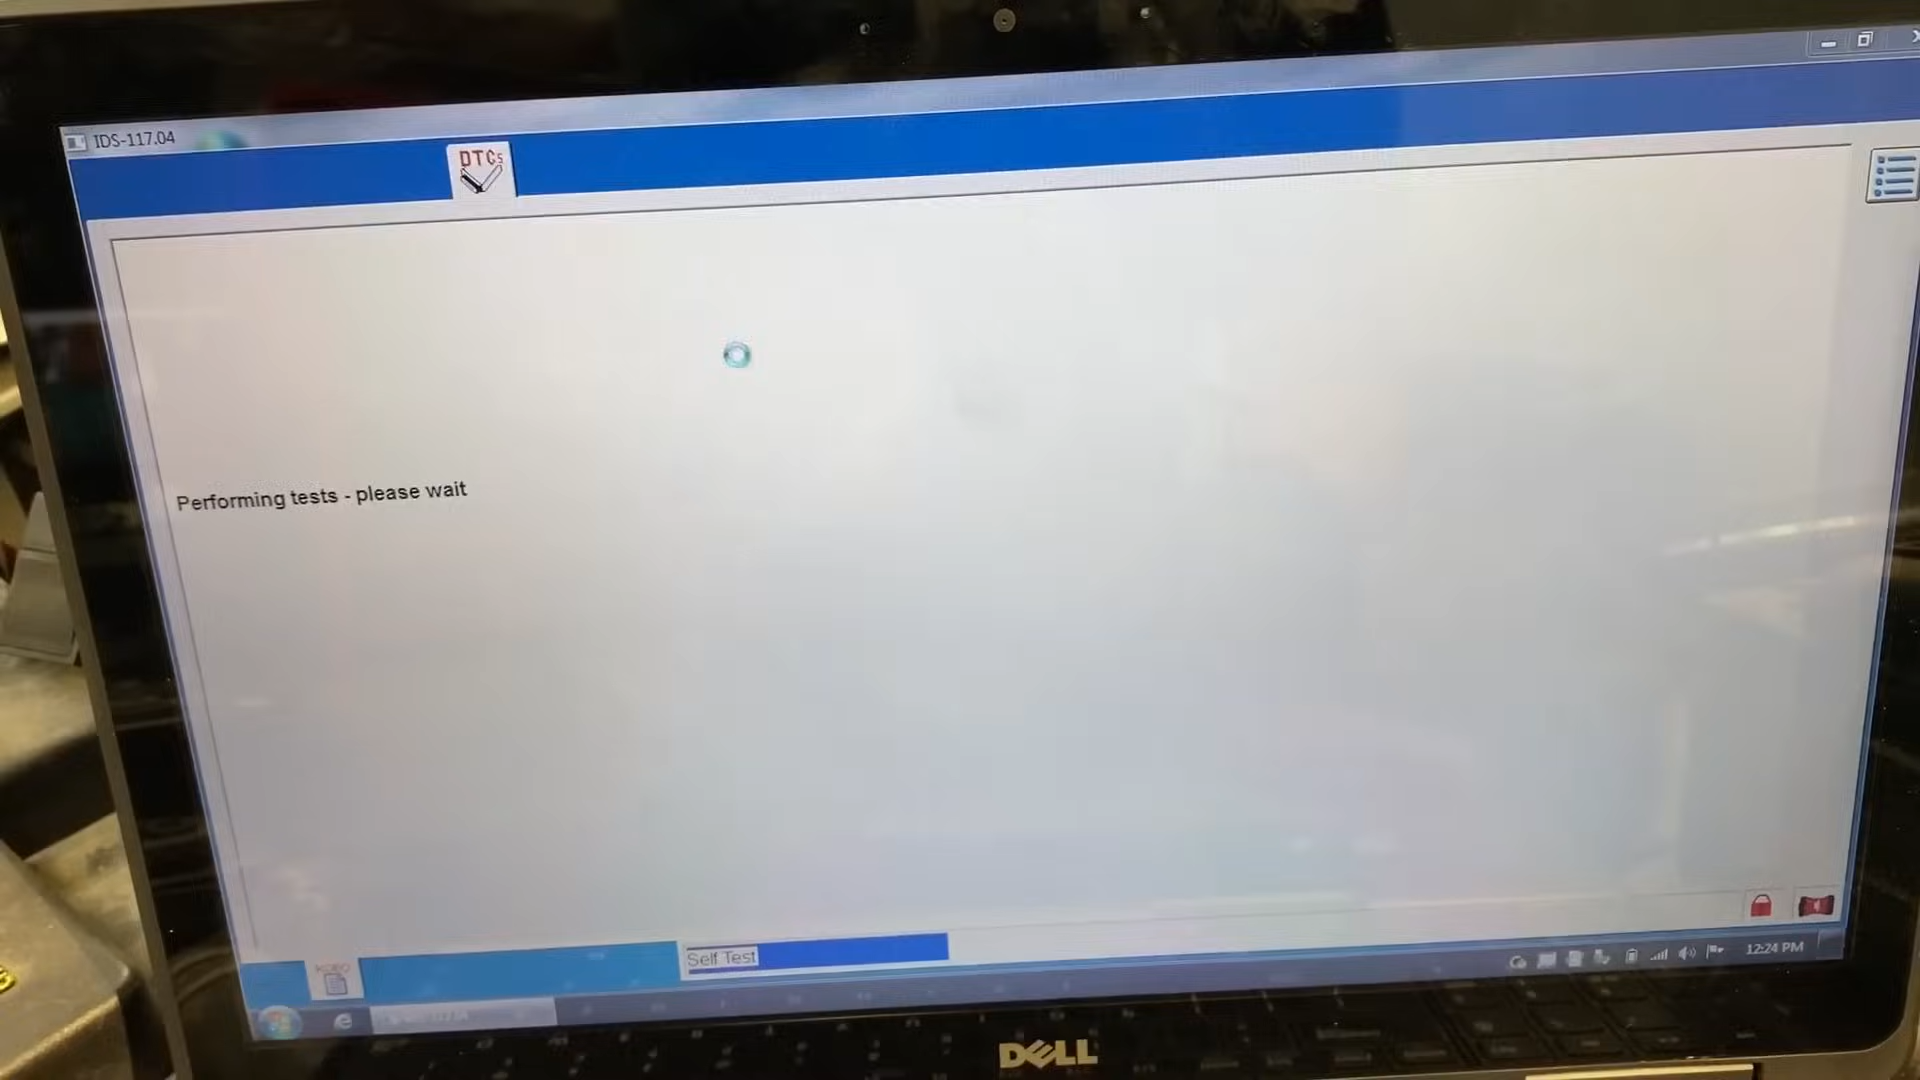 IDS-117.04
DTCs
Performing tests - please wait
Self Test
12:24 PM
DELL